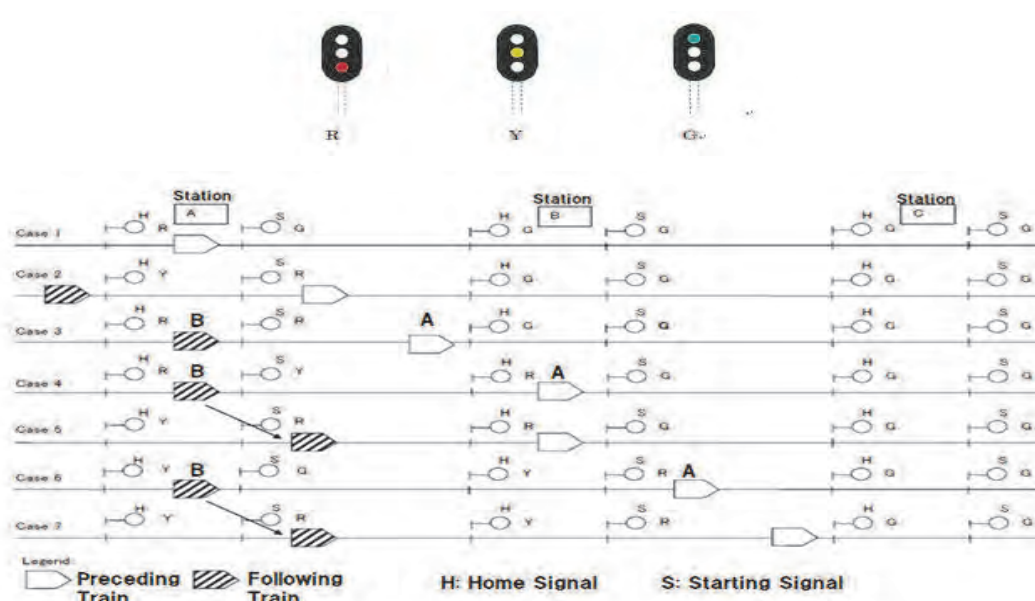 R Y G
Station Station Station
A B C
H R S G H G S G H G S G
Case 1
H Y S R H G S G H G S G
Case 2
H R B S R A H G S G H G S G
Case 3
H R B S Y H R A S G H G S G
Case 4
H Y S R H R S G H G S G
Case 5
H Y B S G H Y S R A H G S G
Case 6
H Y S R H Y S R H G S G
Case 7
Legend:
Preceding Train
Following Train
H: Home Signal S: Starting Signal